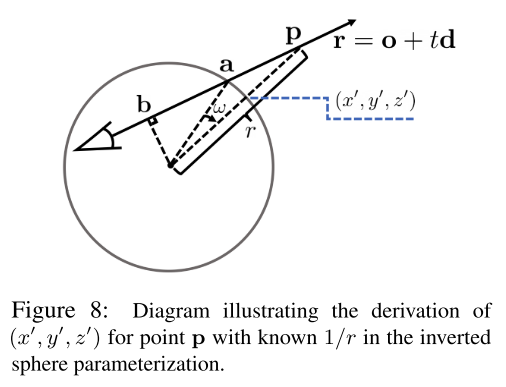 p
r = o + td
a
b
ω
(x′, y′, z′)
r
Figure 8: Diagram illustrating the derivation of
(x′, y′, z′) for point p with known 1/r in the inverted
sphere parameterization.